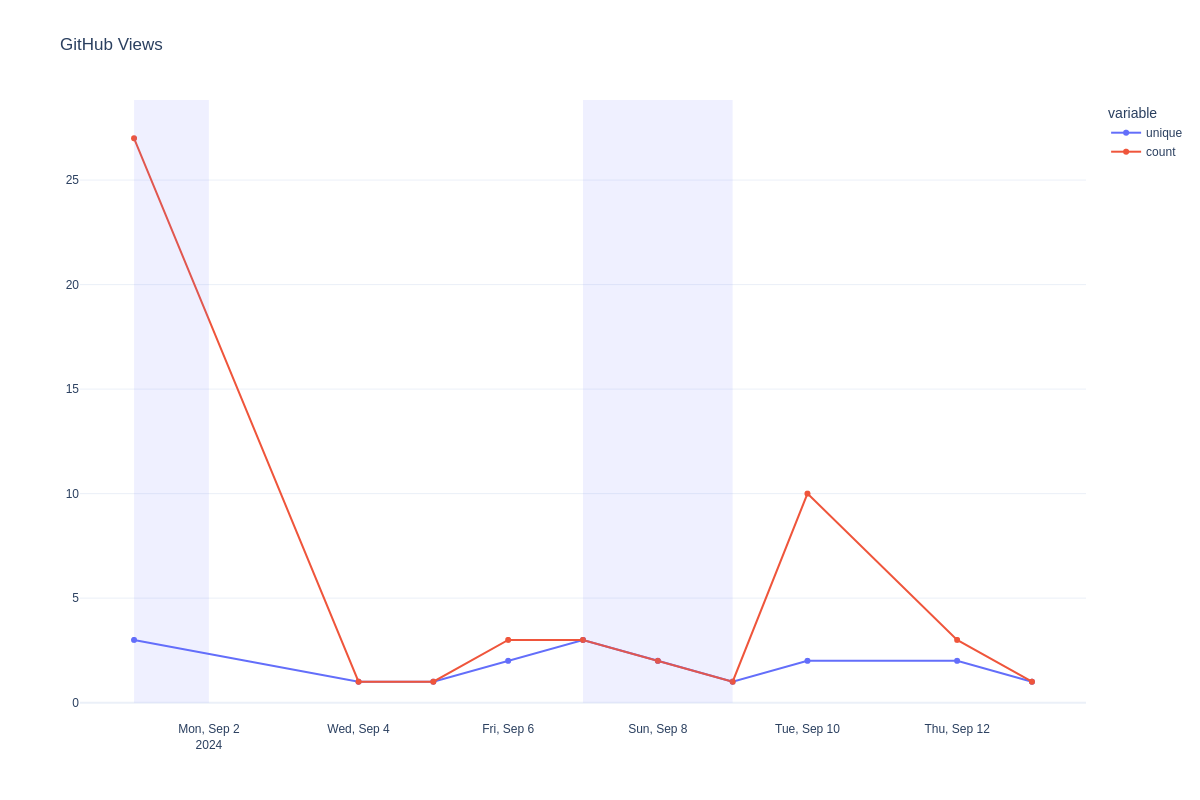 GitHub Views
variable
unique
count
25
20
15
10
5
0
Mon, Sep 2
2024
Wed, Sep 4
Fri, Sep 6
Sun, Sep 8
Tue, Sep 10
Thu, Sep 12